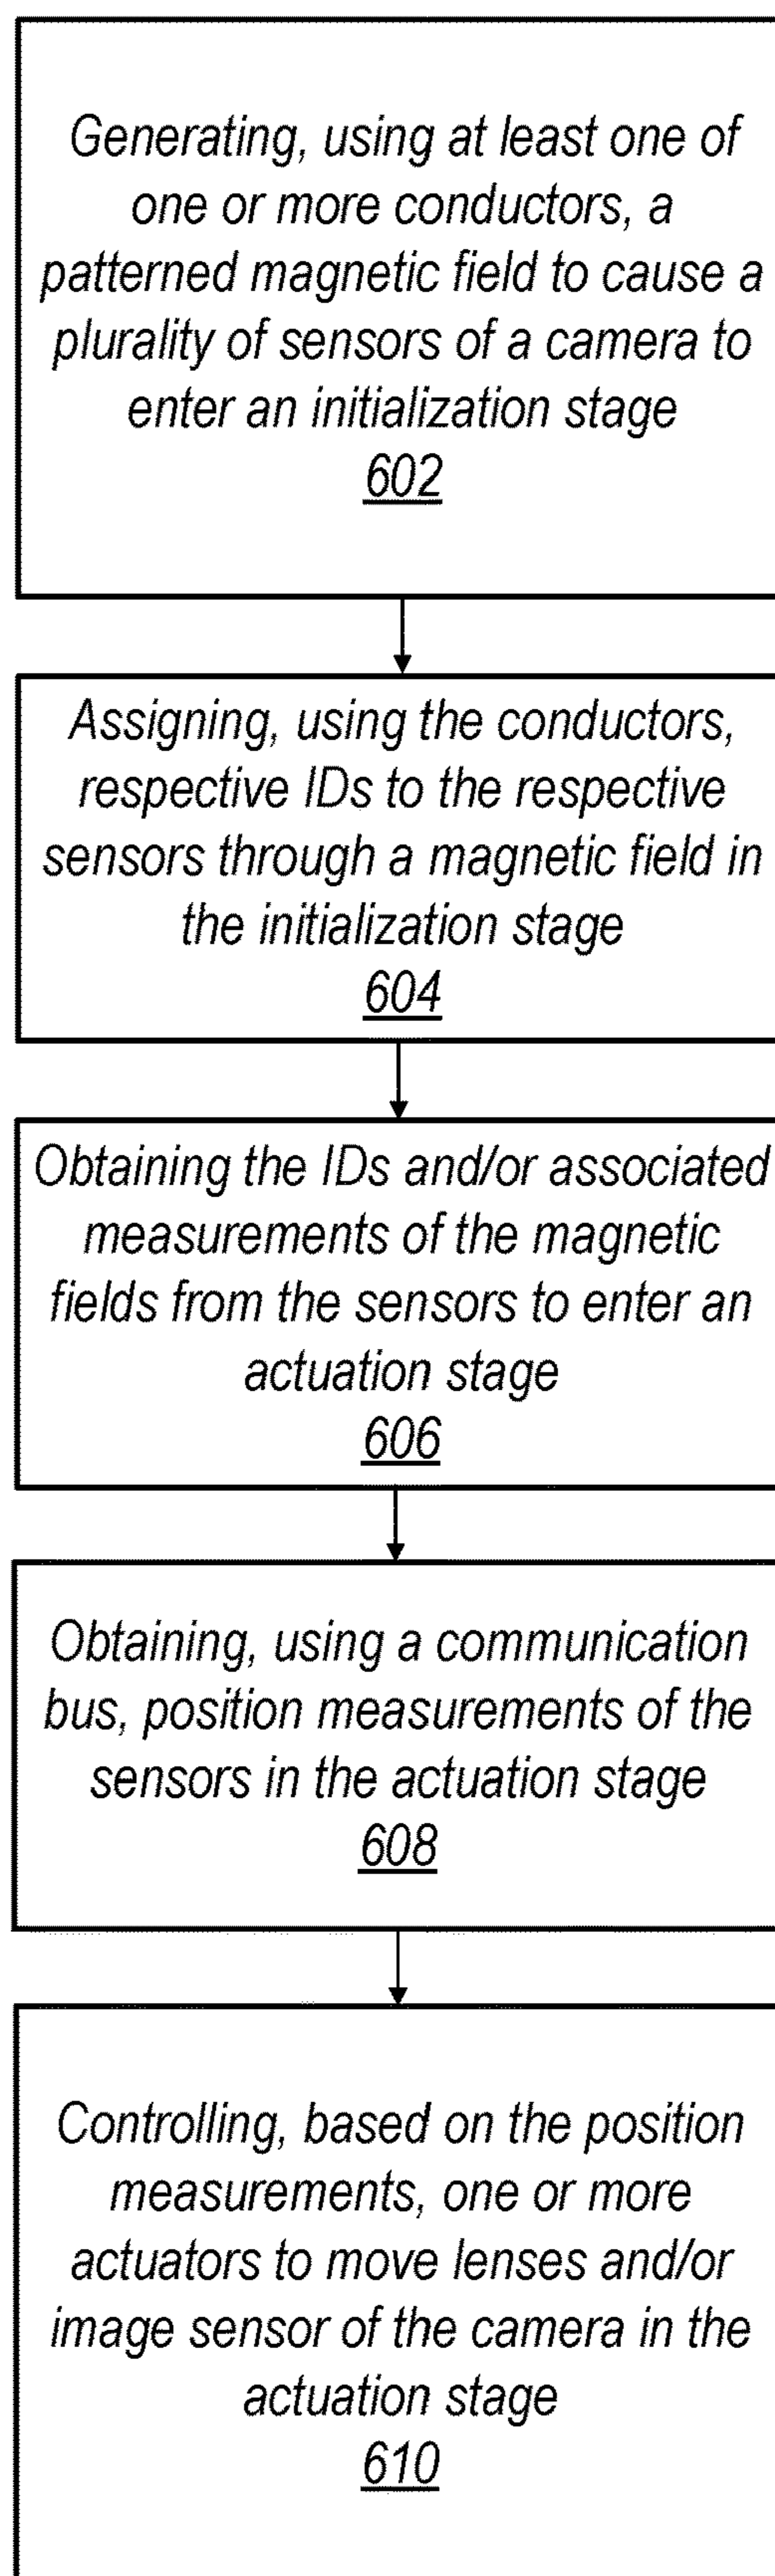 Generating, using at least one of
one or more conductors, a
patterned magnetic field to cause a
plurality of sensors of a camera to
enter an initialization stage
602
Assigning, using the conductors,
respective IDs to the respective
sensors through a magnetic field in
the initialization stage
604
Obtaining the IDs and/or associated
measurements of the magnetic
fields from the sensors to enter an
actuation stage
606
Obtaining, using a communication
bus, position measurements of the
sensors in the actuation stage
608
Controlling, based on the position
measurements, one or more
actuators to move lenses and/or
image sensor of the camera in the
actuation stage
610